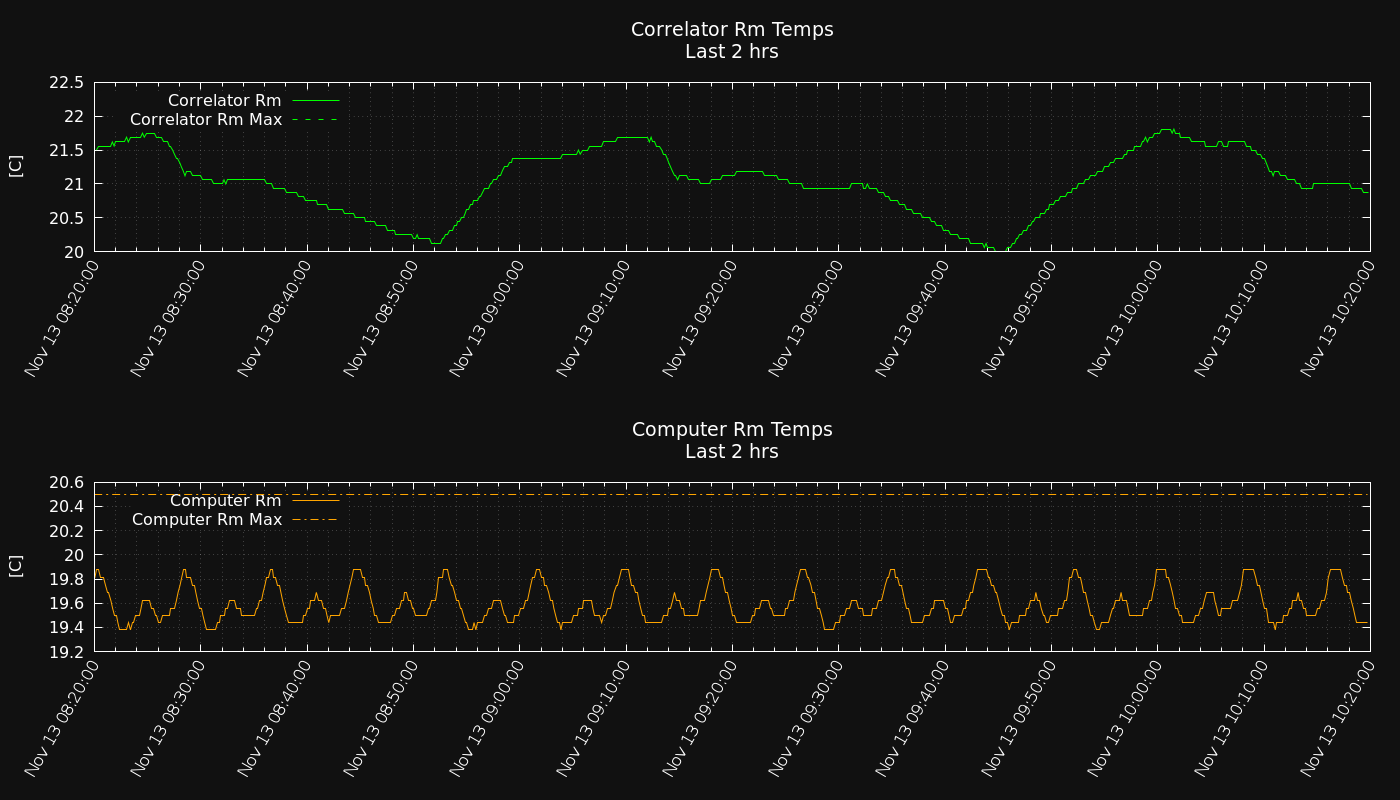 Correlator Rm Temps
Last 2 hrs
22.5
22
21.5
21
20.5
20
[C]
Correlator Rm
Correlator Rm Max
Nov 13 08:20:00
Nov 13 08:30:00
Nov 13 08:40:00
Nov 13 08:50:00
Nov 13 09:00:00
Nov 13 09:10:00
Nov 13 09:20:00
Nov 13 09:30:00
Nov 13 09:40:00
Nov 13 09:50:00
Nov 13 10:00:00
Nov 13 10:10:00
Nov 13 10:20:00
Computer Rm Temps
Last 2 hrs
20.6
20.4
20.2
20
19.8
19.6
19.4
19.2
[C]
Computer Rm
Computer Rm Max
Nov 13 08:20:00
Nov 13 08:30:00
Nov 13 08:40:00
Nov 13 08:50:00
Nov 13 09:00:00
Nov 13 09:10:00
Nov 13 09:20:00
Nov 13 09:30:00
Nov 13 09:40:00
Nov 13 09:50:00
Nov 13 10:00:00
Nov 13 10:10:00
Nov 13 10:20:00